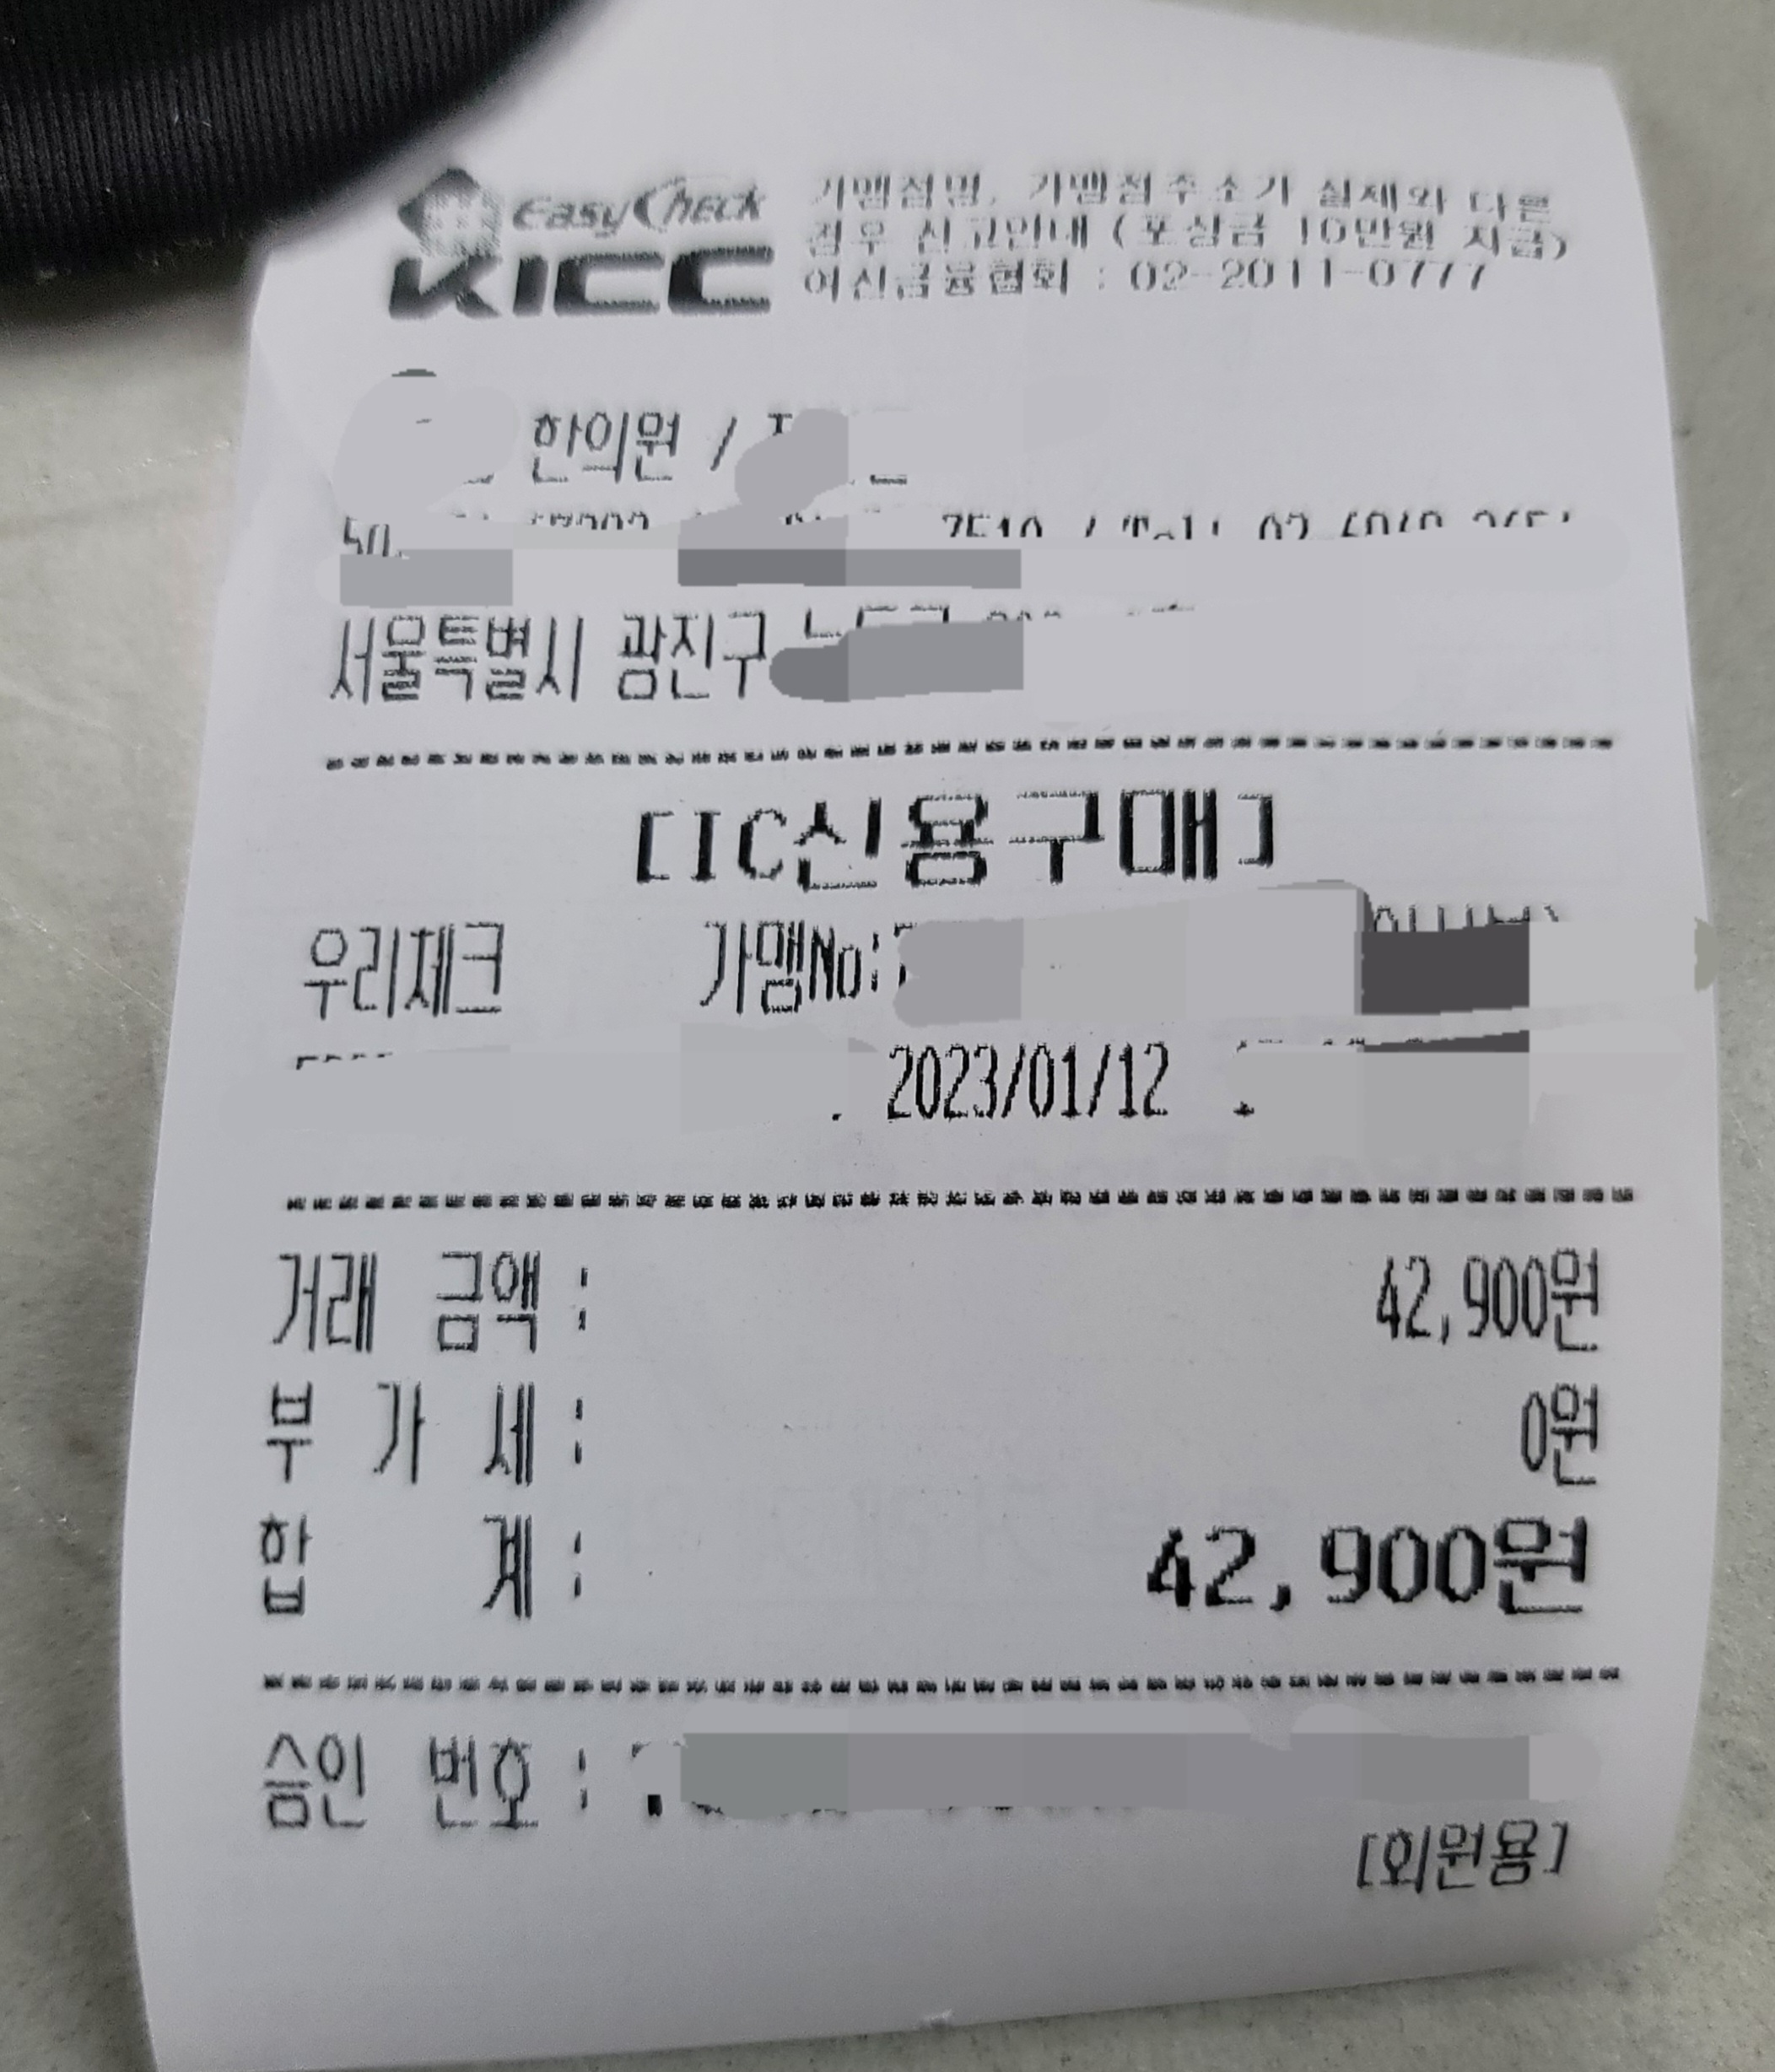 EasyCheck
KICC
가맹점명, 가맹점주소가 실제와 다른
경우 신고안내 (포상금 10만원 지급)
여신금융협회 : 02-2011-0777
한의원 /
서울특별시 광진구
[IC신용구매]
우리체크 가맹No:
2023/01/12
거래 금액 : 42,900원
부 가 세 : 0원
합 계 : 42,900원
승인 번호 :
[회원용]